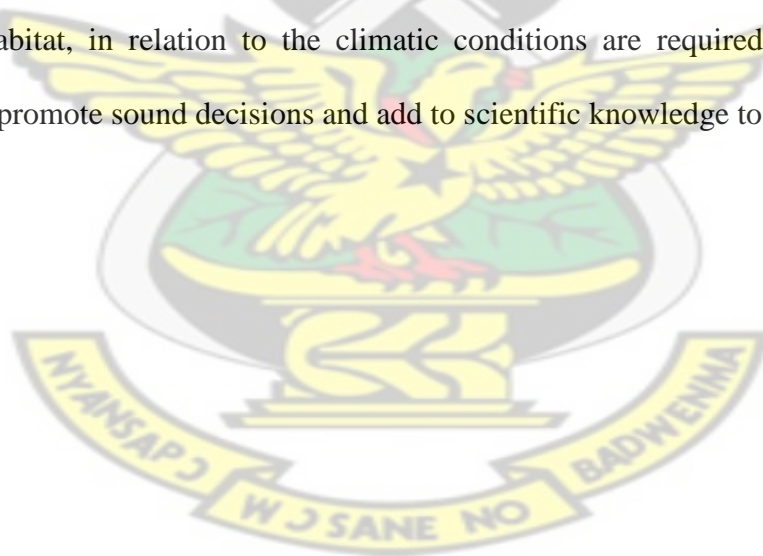 abitat, in relation to the climatic conditions are required
promote sound decisions and add to scientific knowledge to
NYANSAPƆ
WƆSANE NO
BADWENMA